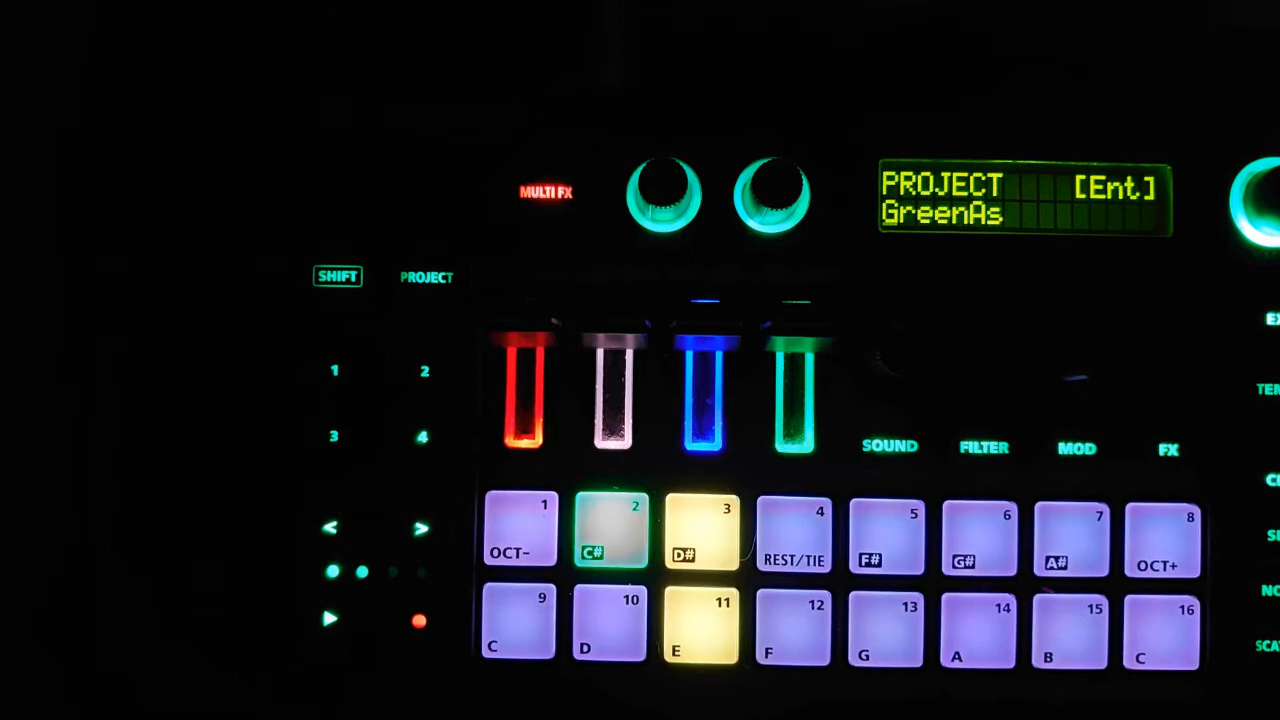 MULTI FX
PROJECT [Ent]
GreenAs
SHIFT PROJECT
1 2
3 4
SOUND FILTER MOD FX
< >
1 2 3 4 5 6 7 8
OCT- C# D# REST/TIE F# G# A# OCT+
9 10 11 12 13 14 15 16
C D E F G A B C